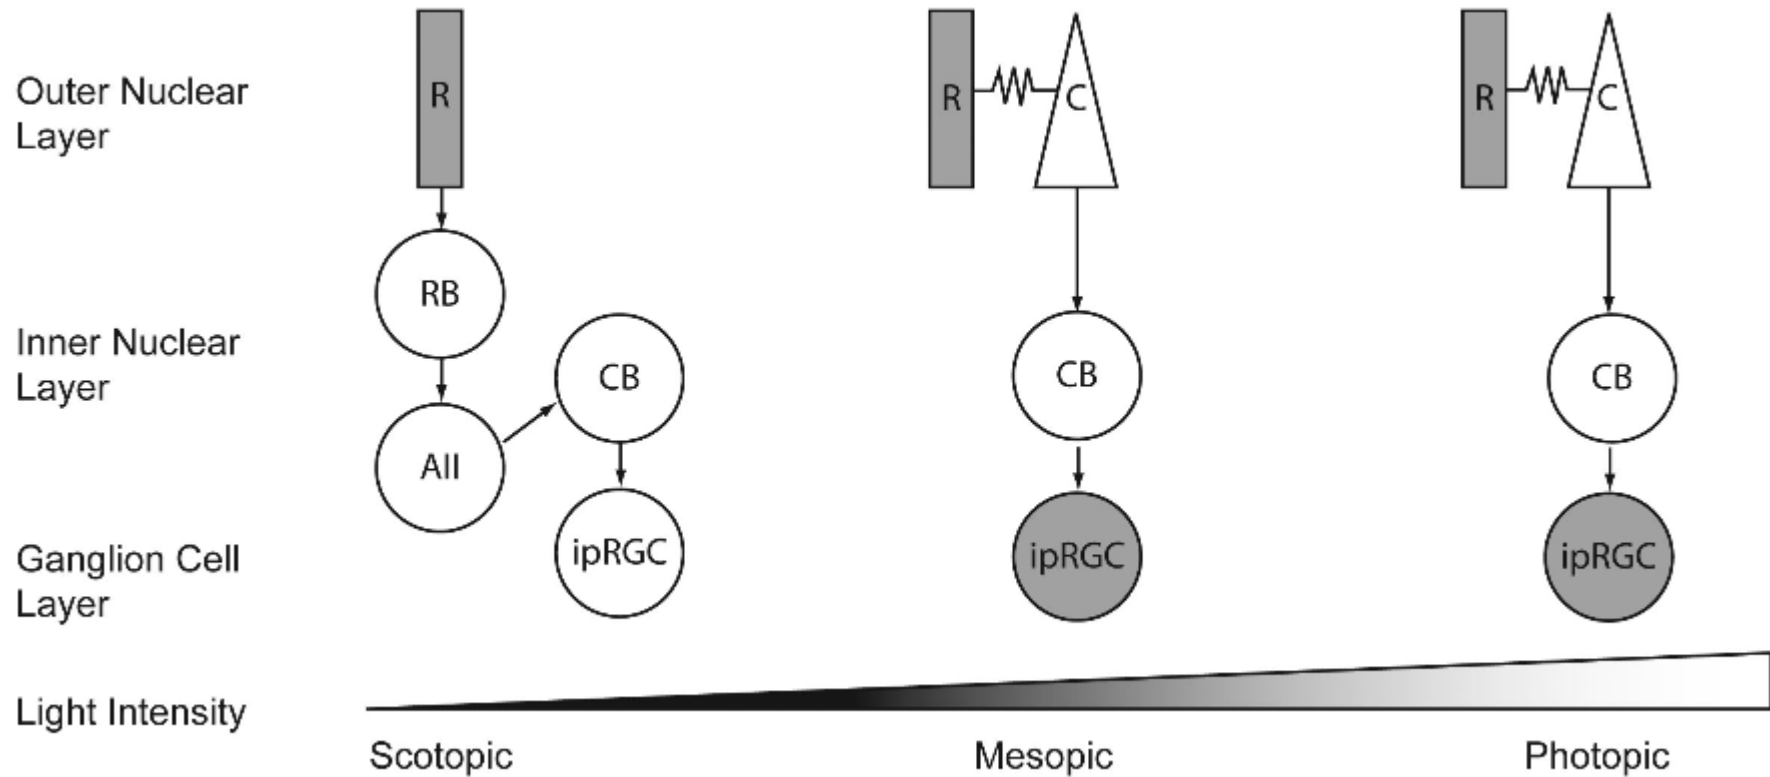 Outer Nuclear
Layer
R
R
C
R
C
RB
Inner Nuclear
Layer
CB
CB
CB
AII
Ganglion Cell
Layer
ipRGC
ipRGC
ipRGC
Light Intensity
Scotopic
Mesopic
Photopic